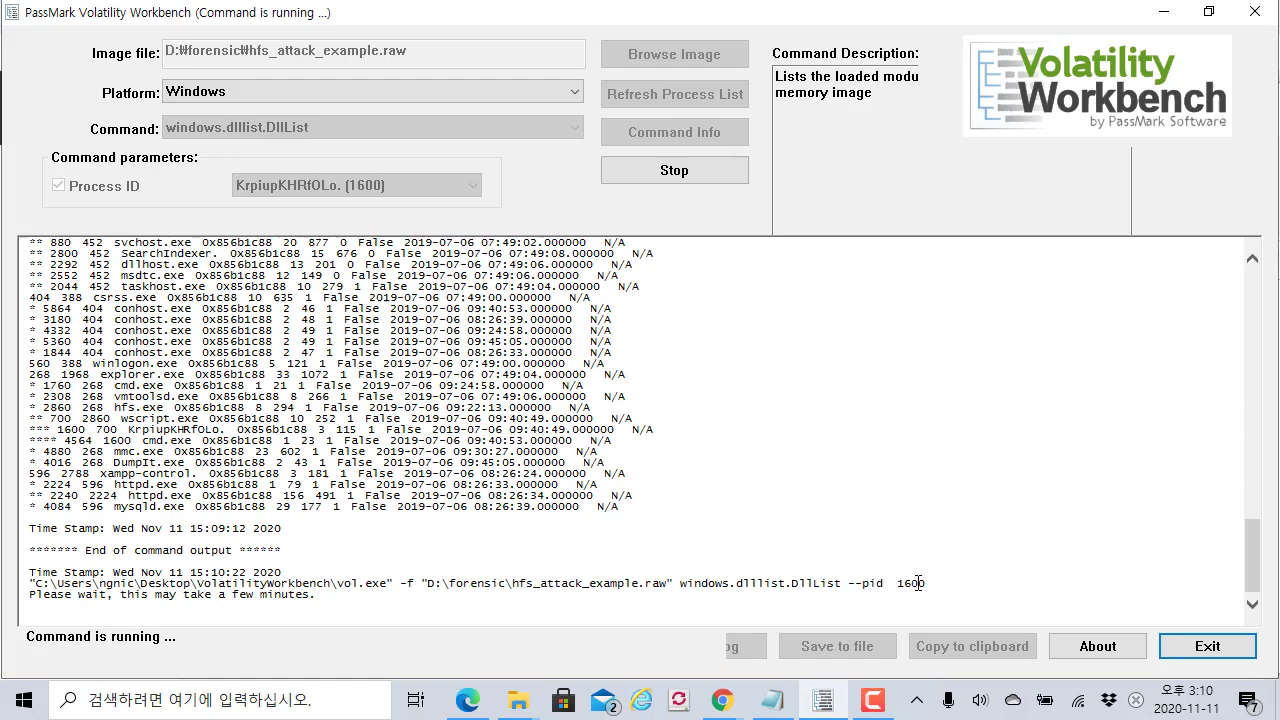 PassMark Volatility Workbench (Command is running ...)
Image file: D:₩forensic₩hfs_attack_example.raw
Browse Image
Command Description:
Lists the loaded modu
memory image
Volatility
Workbench
by PassMark Software
Platform: Windows
Refresh Process List
Command: windows.dlllist.DllList
Command Info
Command parameters:
Process ID
KrpiupKHRfOLo. (1600)
Stop
** 880 452 svchost.exe 0x856b1c88 20 877 0 False 2019-07-06 07:49:02.000000 N/A
** 2800 452 SearchIndexer. 0x856b1c88 15 676 0 False 2019-07-06 07:49:08.000000 N/A
** 2292 452 dllhost.exe 0x856b1c88 13 201 0 False 2019-07-06 07:49:06.000000 N/A
** 2552 452 msdtc.exe 0x856b1c88 12 149 0 False 2019-07-06 07:49:06.000000 N/A
** 2044 452 taskhost.exe 0x856b1c88 10 279 1 False 2019-07-06 07:49:04.000000 N/A
404 388 csrss.exe 0x856b1c88 10 635 1 False 2019-07-06 07:49:00.000000 N/A
* 5864 404 conhost.exe 0x856b1c88 2 46 1 False 2019-07-06 09:40:53.000000 N/A
* 3180 404 conhost.exe 0x856b1c88 2 48 1 False 2019-07-06 08:26:39.000000 N/A
* 4332 404 conhost.exe 0x856b1c88 2 49 1 False 2019-07-06 09:24:58.000000 N/A
* 5360 404 conhost.exe 0x856b1c88 2 49 1 False 2019-07-06 09:45:05.000000 N/A
* 1844 404 conhost.exe 0x856b1c88 2 47 1 False 2019-07-06 08:26:33.000000 N/A
560 388 winlogon.exe 0x856b1c88 5 121 1 False 2019-07-06 07:49:00.000000 N/A
268 1968 explorer.exe 0x856b1c88 33 1072 1 False 2019-07-06 07:49:04.000000 N/A
* 1760 268 cmd.exe 0x856b1c88 1 21 1 False 2019-07-06 09:24:58.000000 N/A
* 2308 268 vmtoolsd.exe 0x856b1c88 8 266 1 False 2019-07-06 07:49:06.000000 N/A
* 2860 268 hfs.exe 0x856b1c88 8 294 1 False 2019-07-06 09:22:13.000000 N/A
** 700 2860 wscript.exe 0x856b1c88 10 252 1 False 2019-07-06 09:40:49.000000 N/A
*** 1600 700 KrpiupKHRfOLo. 0x856b1c88 3 115 1 False 2019-07-06 09:40:49.000000 N/A
**** 4564 1600 cmd.exe 0x856b1c88 1 23 1 False 2019-07-06 09:40:53.000000 N/A
* 4880 268 mmc.exe 0x856b1c88 23 602 1 False 2019-07-06 09:30:27.000000 N/A
* 4016 268 DumpIt.exe 0x856b1c88 2 43 1 False 2019-07-06 09:45:05.000000 N/A
596 2788 xampp-control. 0x856b1c88 3 181 1 False 2019-07-06 08:26:24.000000 N/A
* 2224 596 httpd.exe 0x856b1c88 1 79 1 False 2019-07-06 08:26:33.000000 N/A
** 2240 2224 httpd.exe 0x856b1c88 156 491 1 False 2019-07-06 08:26:34.000000 N/A
* 4084 596 mysqld.exe 0x856b1c88 29 177 1 False 2019-07-06 08:26:39.000000 N/A
Time Stamp: Wed Nov 11 15:09:12 2020
******* End of command output ******
Time Stamp: Wed Nov 11 15:10:22 2020
"C:\Users\ngnic\Desktop\VolatilityWorkbench\vol.exe" -f "D:\forensic\hfs_attack_example.raw" windows.dlllist.DllList --pid 1600
Please wait, this may take a few minutes.
Command is running ...
og
Save to file
Copy to clipboard
About
Exit
검색하려면 여기에 입력하십시오.
2
오후 3:10
2020-11-11
7